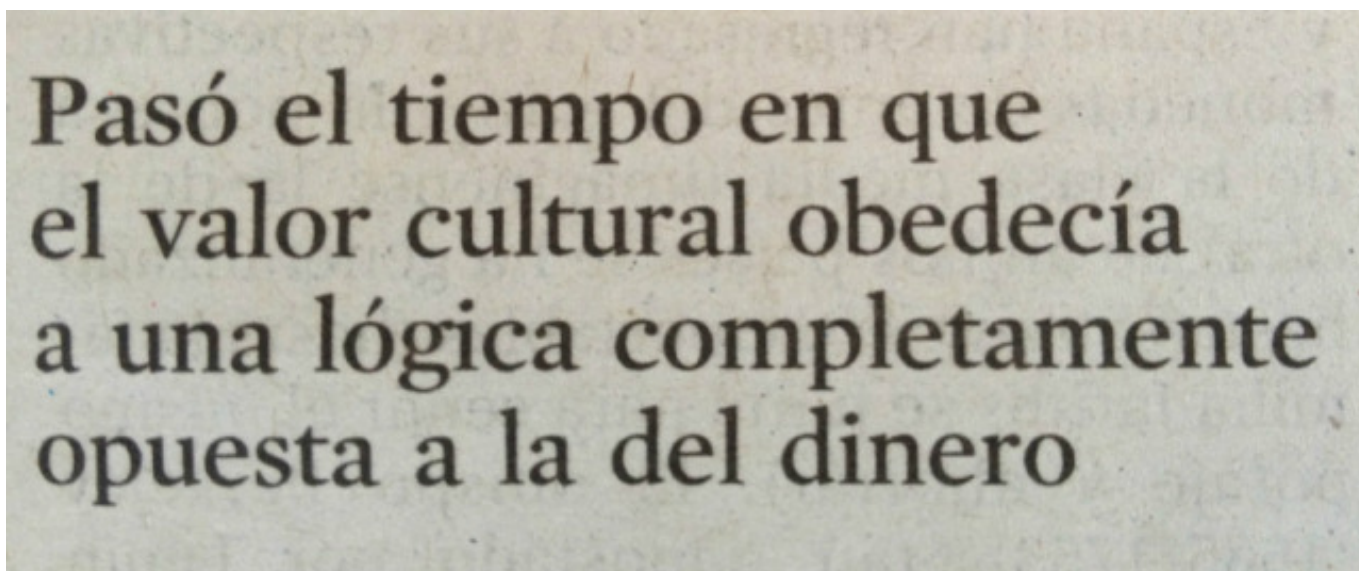 Pasó el tiempo en que
el valor cultural obedecía
a una lógica completamente
opuesta a la del dinero